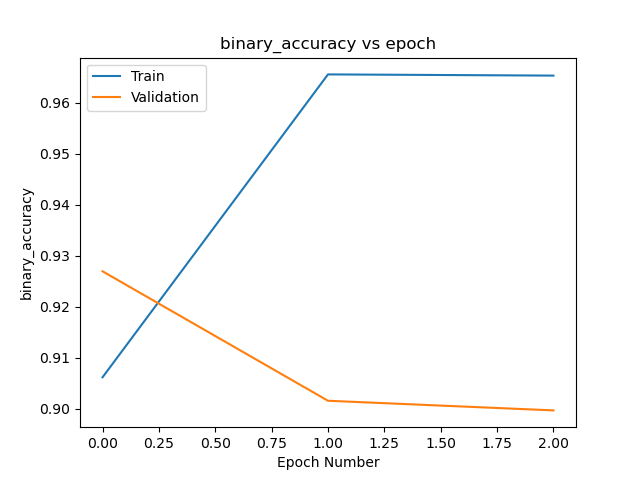 binary_accuracy vs epoch
Train
Validation
0.96
0.95
0.94
0.93
0.92
0.91
0.90
binary_accuracy
0.00 0.25 0.50 0.75 1.00 1.25 1.50 1.75 2.00
Epoch Number